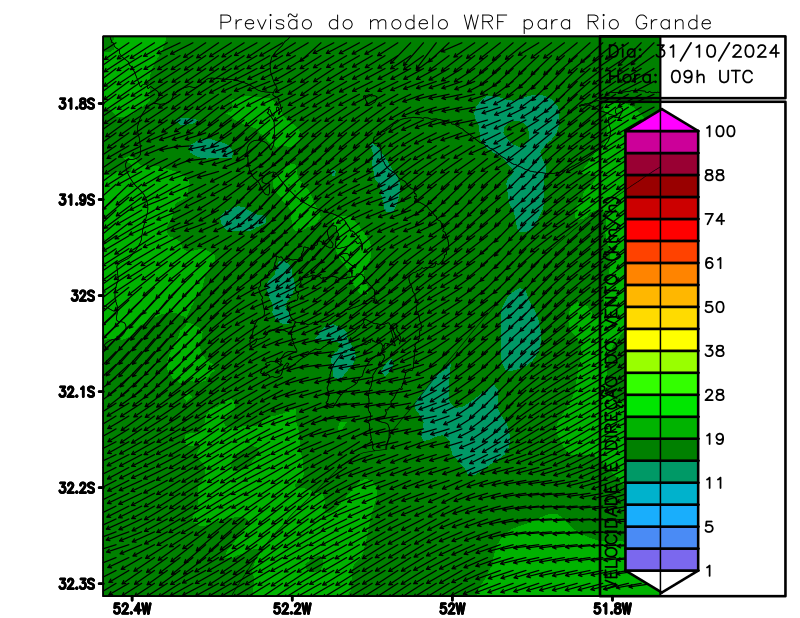 Previsão do modelo WRF para Rio Grande
Dia: 31/10/2024
Hora: 09h UTC
31.8S
31.9S
32S
32.1S
32.2S
32.3S
52.4W
52.2W
52W
51.8W
VELOCIDADE E DIREÇÃO DO VENTO (km/h)
100
88
74
61
50
38
28
19
11
5
1